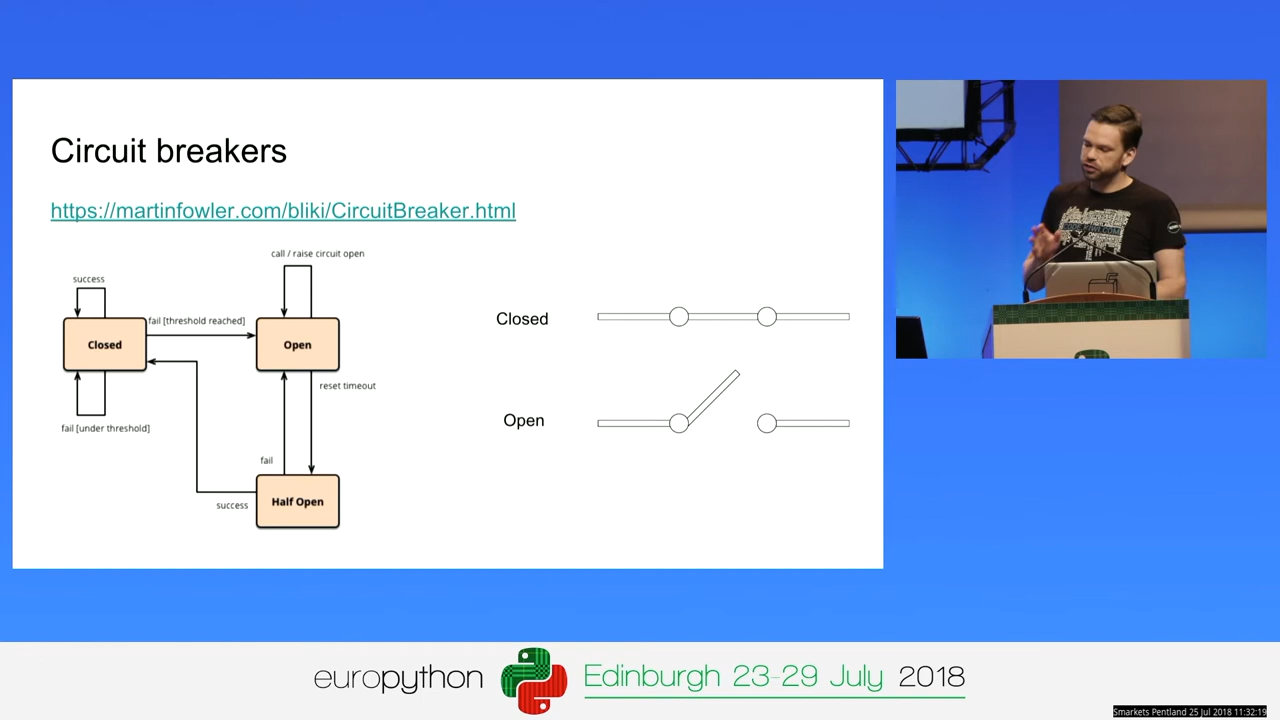 Circuit breakers
https://martinfowler.com/bliki/CircuitBreaker.html
call / raise circuit open
success
fail [threshold reached]
Closed
Open
reset timeout
fail [under threshold]
fail
Half Open
success
Closed
Open
europython
Edinburgh 23-29 July 2018
Smarkets Pentland 25 Jul 2018 11:32:19